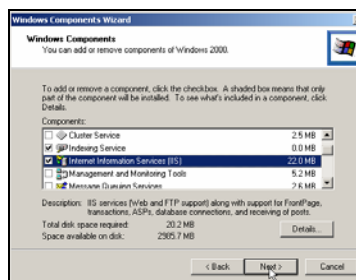 Windows Components Wizard
Windows Components
You can add or remove components of Windows 2000.
To add or remove a component, click the checkbox. A shaded box means that only
part of the component will be installed. To see what's included in a component, click
Details.
Components:
Cluster Service 2.5 MB
Indexing Service 0.0 MB
Internet Information Services (IIS) 22.0 MB
Management and Monitoring Tools 5.2 MB
Message Queuing Services 2.6 MB
Description: IIS services (Web and FTP support) along with support for FrontPage,
transactions, ASPs, database connections, and receiving of posts.
Total disk space required: 20.2 MB
Space available on disk: 2985.7 MB
Details...
< Back Next > Cancel